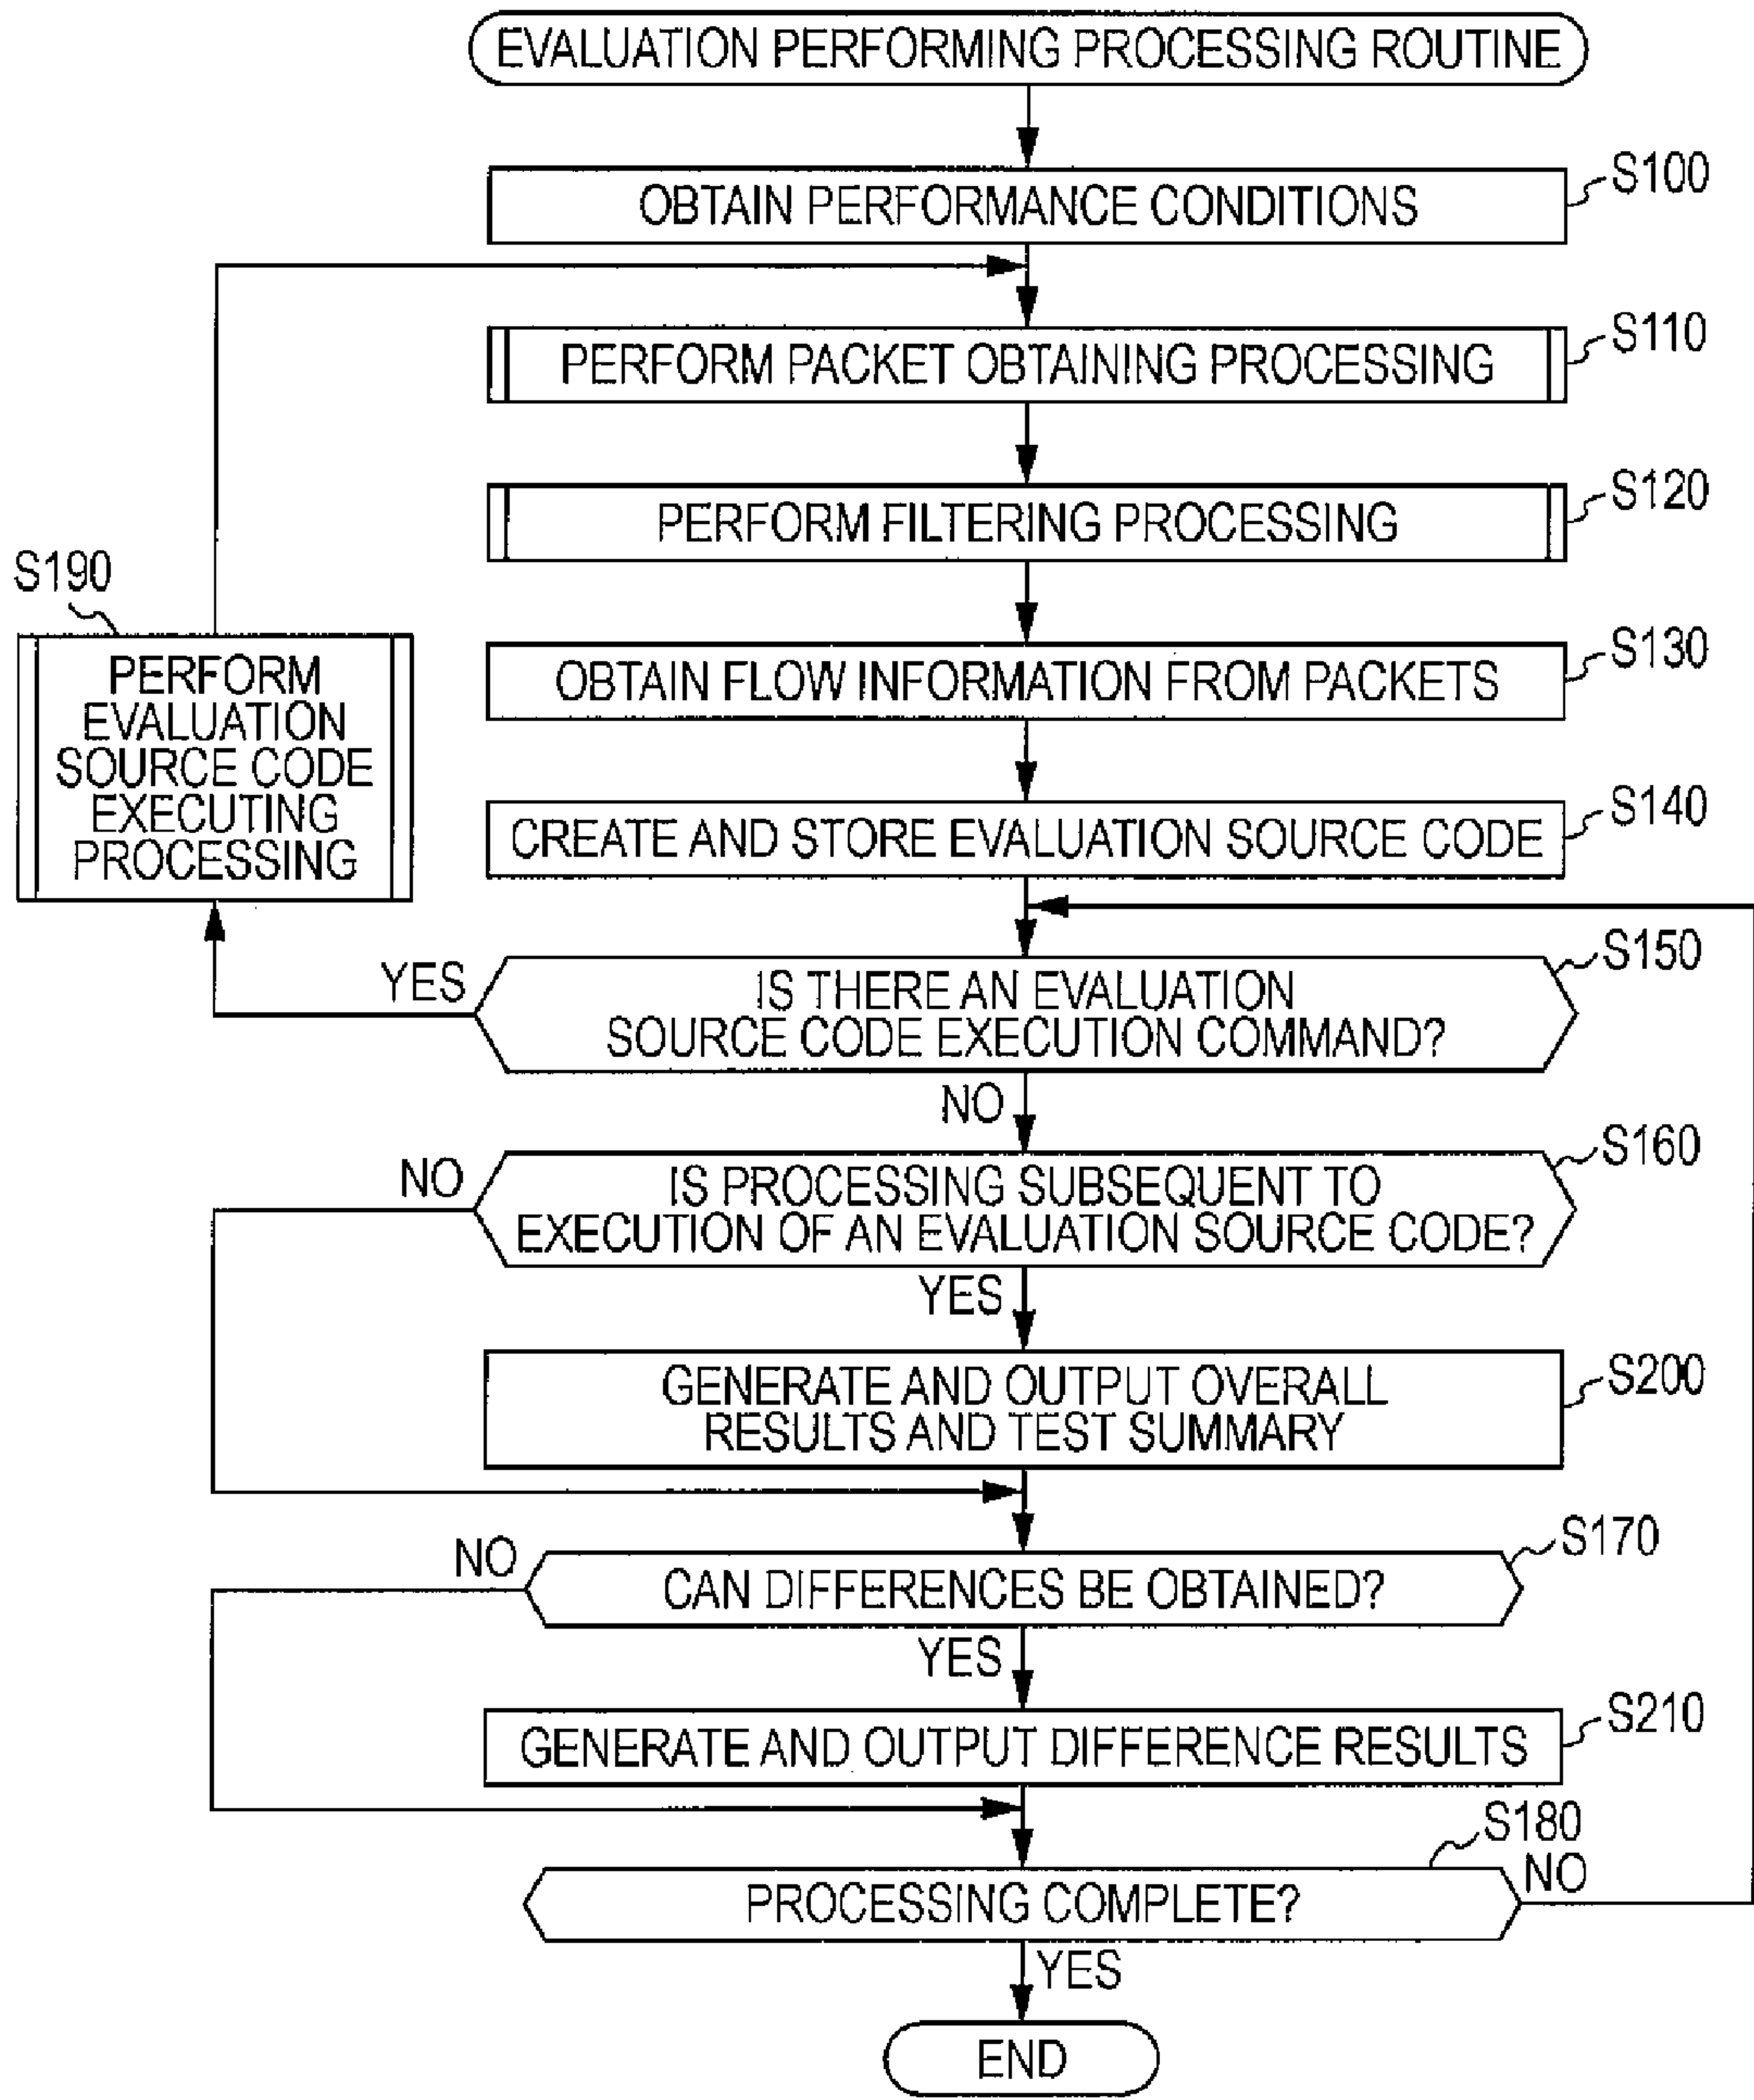 EVALUATION PERFORMING PROCESSING ROUTINE
OBTAIN PERFORMANCE CONDITIONS
S100
PERFORM PACKET OBTAINING PROCESSING
S110
PERFORM FILTERING PROCESSING
S120
S190
PERFORM
EVALUATION
SOURCE CODE
EXECUTING
PROCESSING
OBTAIN FLOW INFORMATION FROM PACKETS
S130
CREATE AND STORE EVALUATION SOURCE CODE
S140
YES
IS THERE AN EVALUATION
SOURCE CODE EXECUTION COMMAND?
S150
NO
NO
IS PROCESSING SUBSEQUENT TO
EXECUTION OF AN EVALUATION SOURCE CODE?
S160
YES
GENERATE AND OUTPUT OVERALL
RESULTS AND TEST SUMMARY
S200
NO
CAN DIFFERENCES BE OBTAINED?
S170
YES
GENERATE AND OUTPUT DIFFERENCE RESULTS
S210
S180
PROCESSING COMPLETE?
NO
YES
END